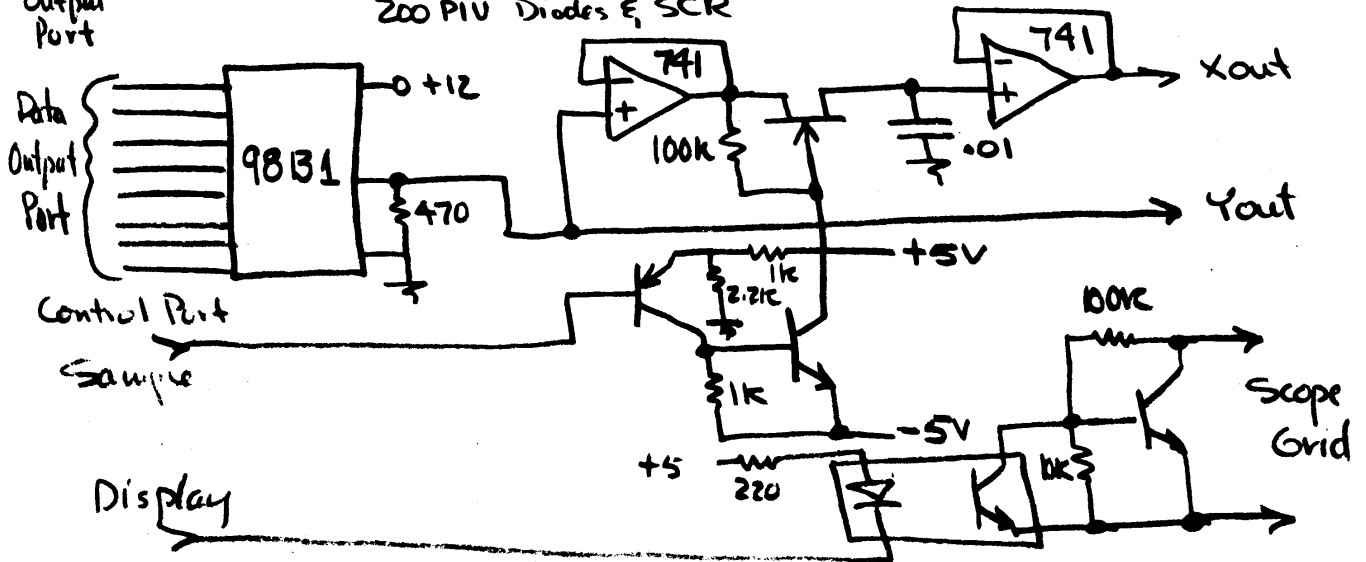 Output
Port
200 PIV Diodes & SCR
741
741
+12
Xout
Data
Output
Port
98131
100k
.01
470
Yout
+5V
1k
2.2k
Control Port
Sample
100k
1k
Scope
Grid
-5V
+5
220
10k
Display